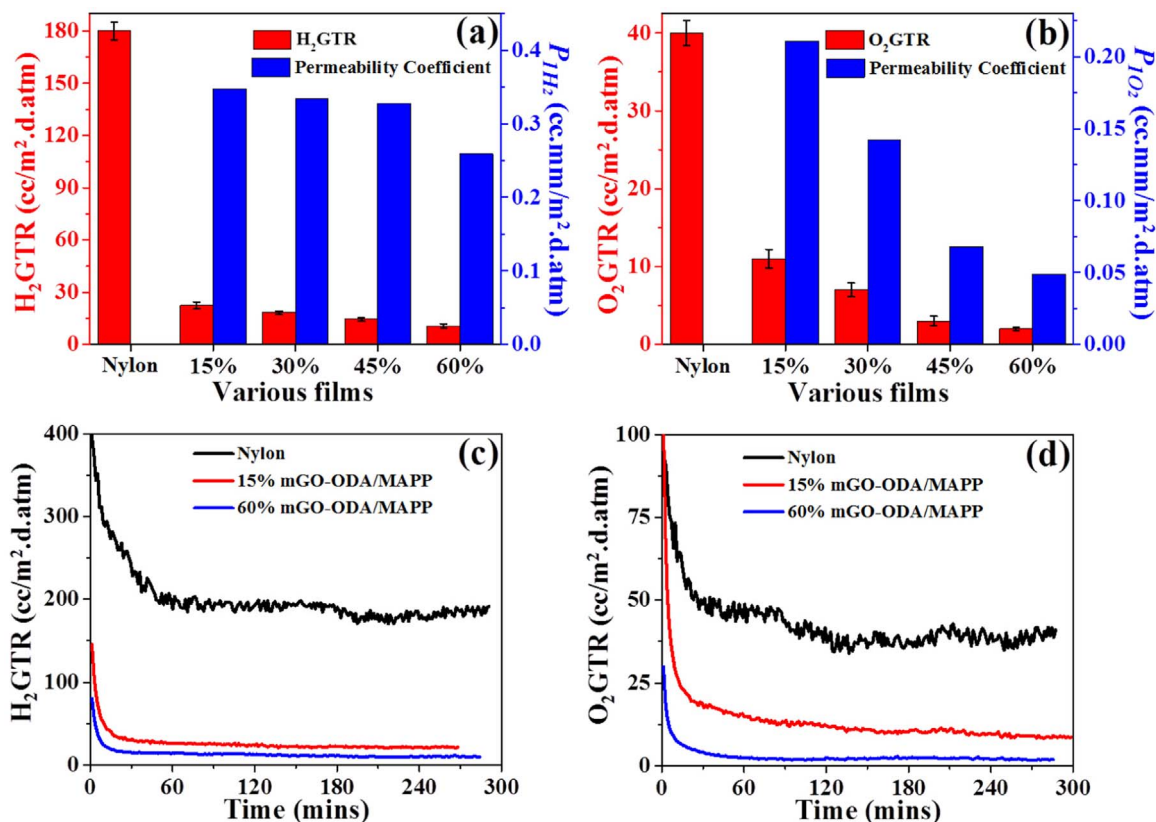 (a)
H₂GTR
Permeability Coefficient
H₂GTR (cc/m².d.atm)
180
150
120
90
60
30
0
P₁H₂ (cc.mm/m².d.atm)
0.4
0.3
0.2
0.1
0.0
Nylon 15% 30% 45% 60%
Various films
(b)
O₂GTR
Permeability Coefficient
O₂GTR (cc/m².d.atm)
40
30
20
10
0
P₁O₂ (cc.mm/m².d.atm)
0.20
0.15
0.10
0.05
0.00
Nylon 15% 30% 45% 60%
Various films
(c)
Nylon
15% mGO-ODA/MAPP
60% mGO-ODA/MAPP
H₂GTR (cc/m².d.atm)
400
300
200
100
0
0 60 120 180 240 300
Time (mins)
(d)
Nylon
15% mGO-ODA/MAPP
60% mGO-ODA/MAPP
O₂GTR (cc/m².d.atm)
100
75
50
25
0
0 60 120 180 240 300
Time (mins)